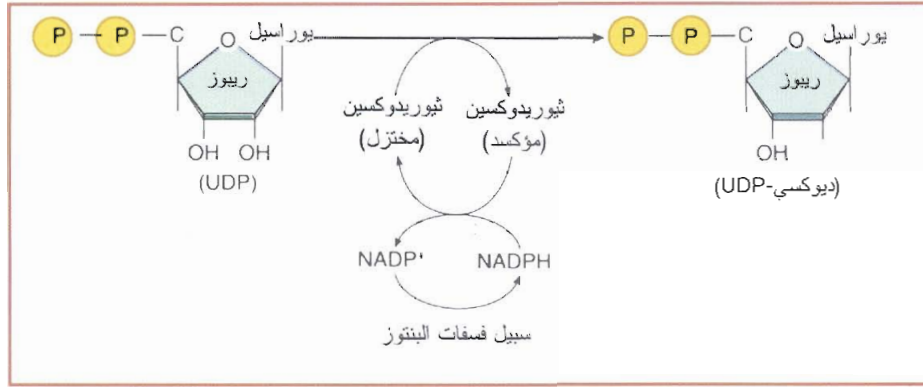 P P C O يوراسيل
ريبوز
OH OH
(UDP)
ثيوريدوكسين
(مختزل)
ثيوريدوكسين
(مؤكسد)
P P C O يوراسيل
ريبوز
OH
(ديوكسي-UDP)
NADP⁺ NADPH
سبيل فسفات البنتوز